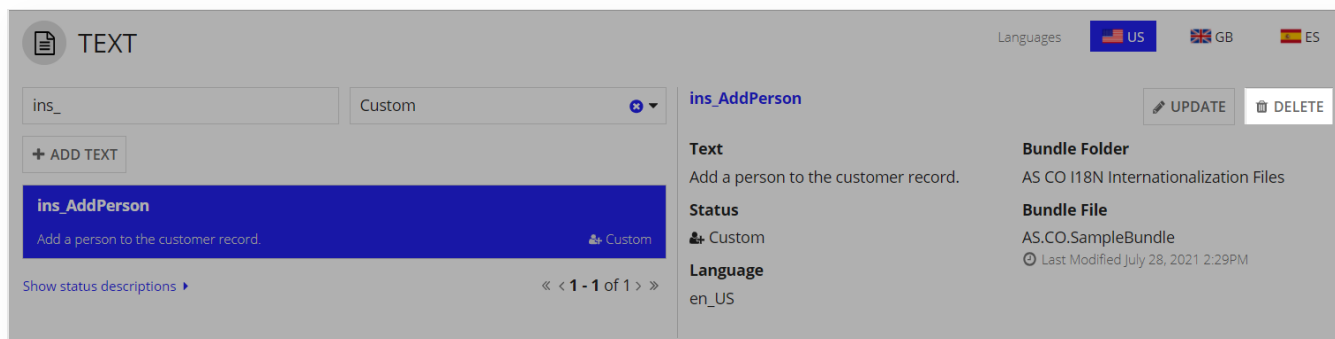 TEXT
Languages
US
GB
ES
ins_
Custom
+ ADD TEXT
ins_AddPerson
Add a person to the customer record.
Custom
Show status descriptions
« < 1 - 1 of 1 > »
ins_AddPerson
UPDATE
DELETE
Text
Add a person to the customer record.
Status
Custom
Language
en_US
Bundle Folder
AS CO I18N Internationalization Files
Bundle File
AS.CO.SampleBundle
Last Modified July 28, 2021 2:29PM